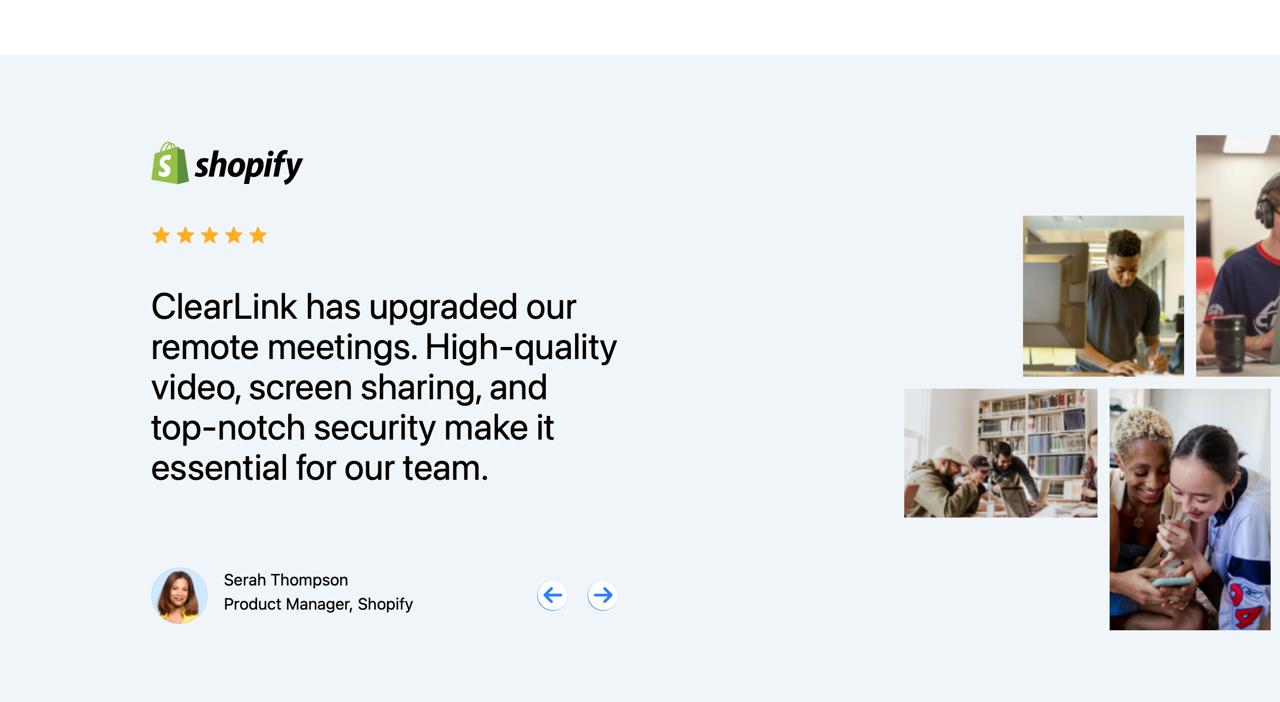 shopify
ClearLink has upgraded our
remote meetings. High-quality
video, screen sharing, and
top-notch security make it
essential for our team.
Serah Thompson
Product Manager, Shopify